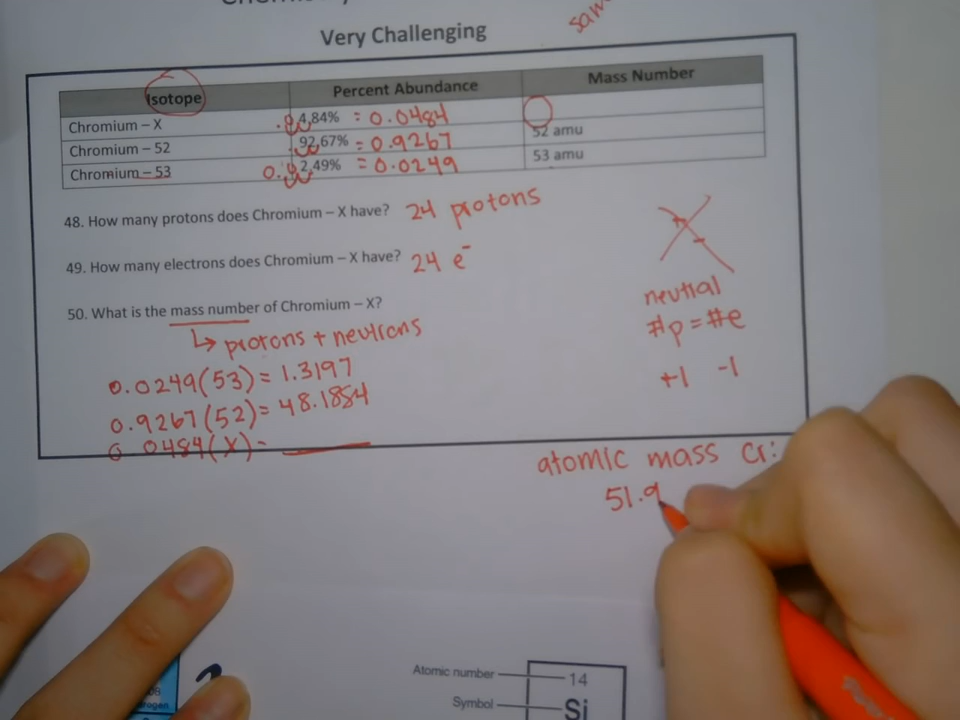 Very Challenging
sam
Isotope Percent Abundance Mass Number
Chromium – X .04,84% = 0.0484
Chromium – 52 92,67% = 0.9267 52 amu
Chromium – 53 0.02,49% = 0.0249 53 amu
48. How many protons does Chromium – X have? 24 protons
49. How many electrons does Chromium – X have? 24 e⁻
neutral
50. What is the mass number of Chromium – X?
#p = #e
↳ protons + neutrons
+1 -1
0.0249(53) = 1.3197
0.9267(52) = 48.1884
0.0484(X) =
atomic mass Cr:
51.9
Atomic number 14
Symbol Si